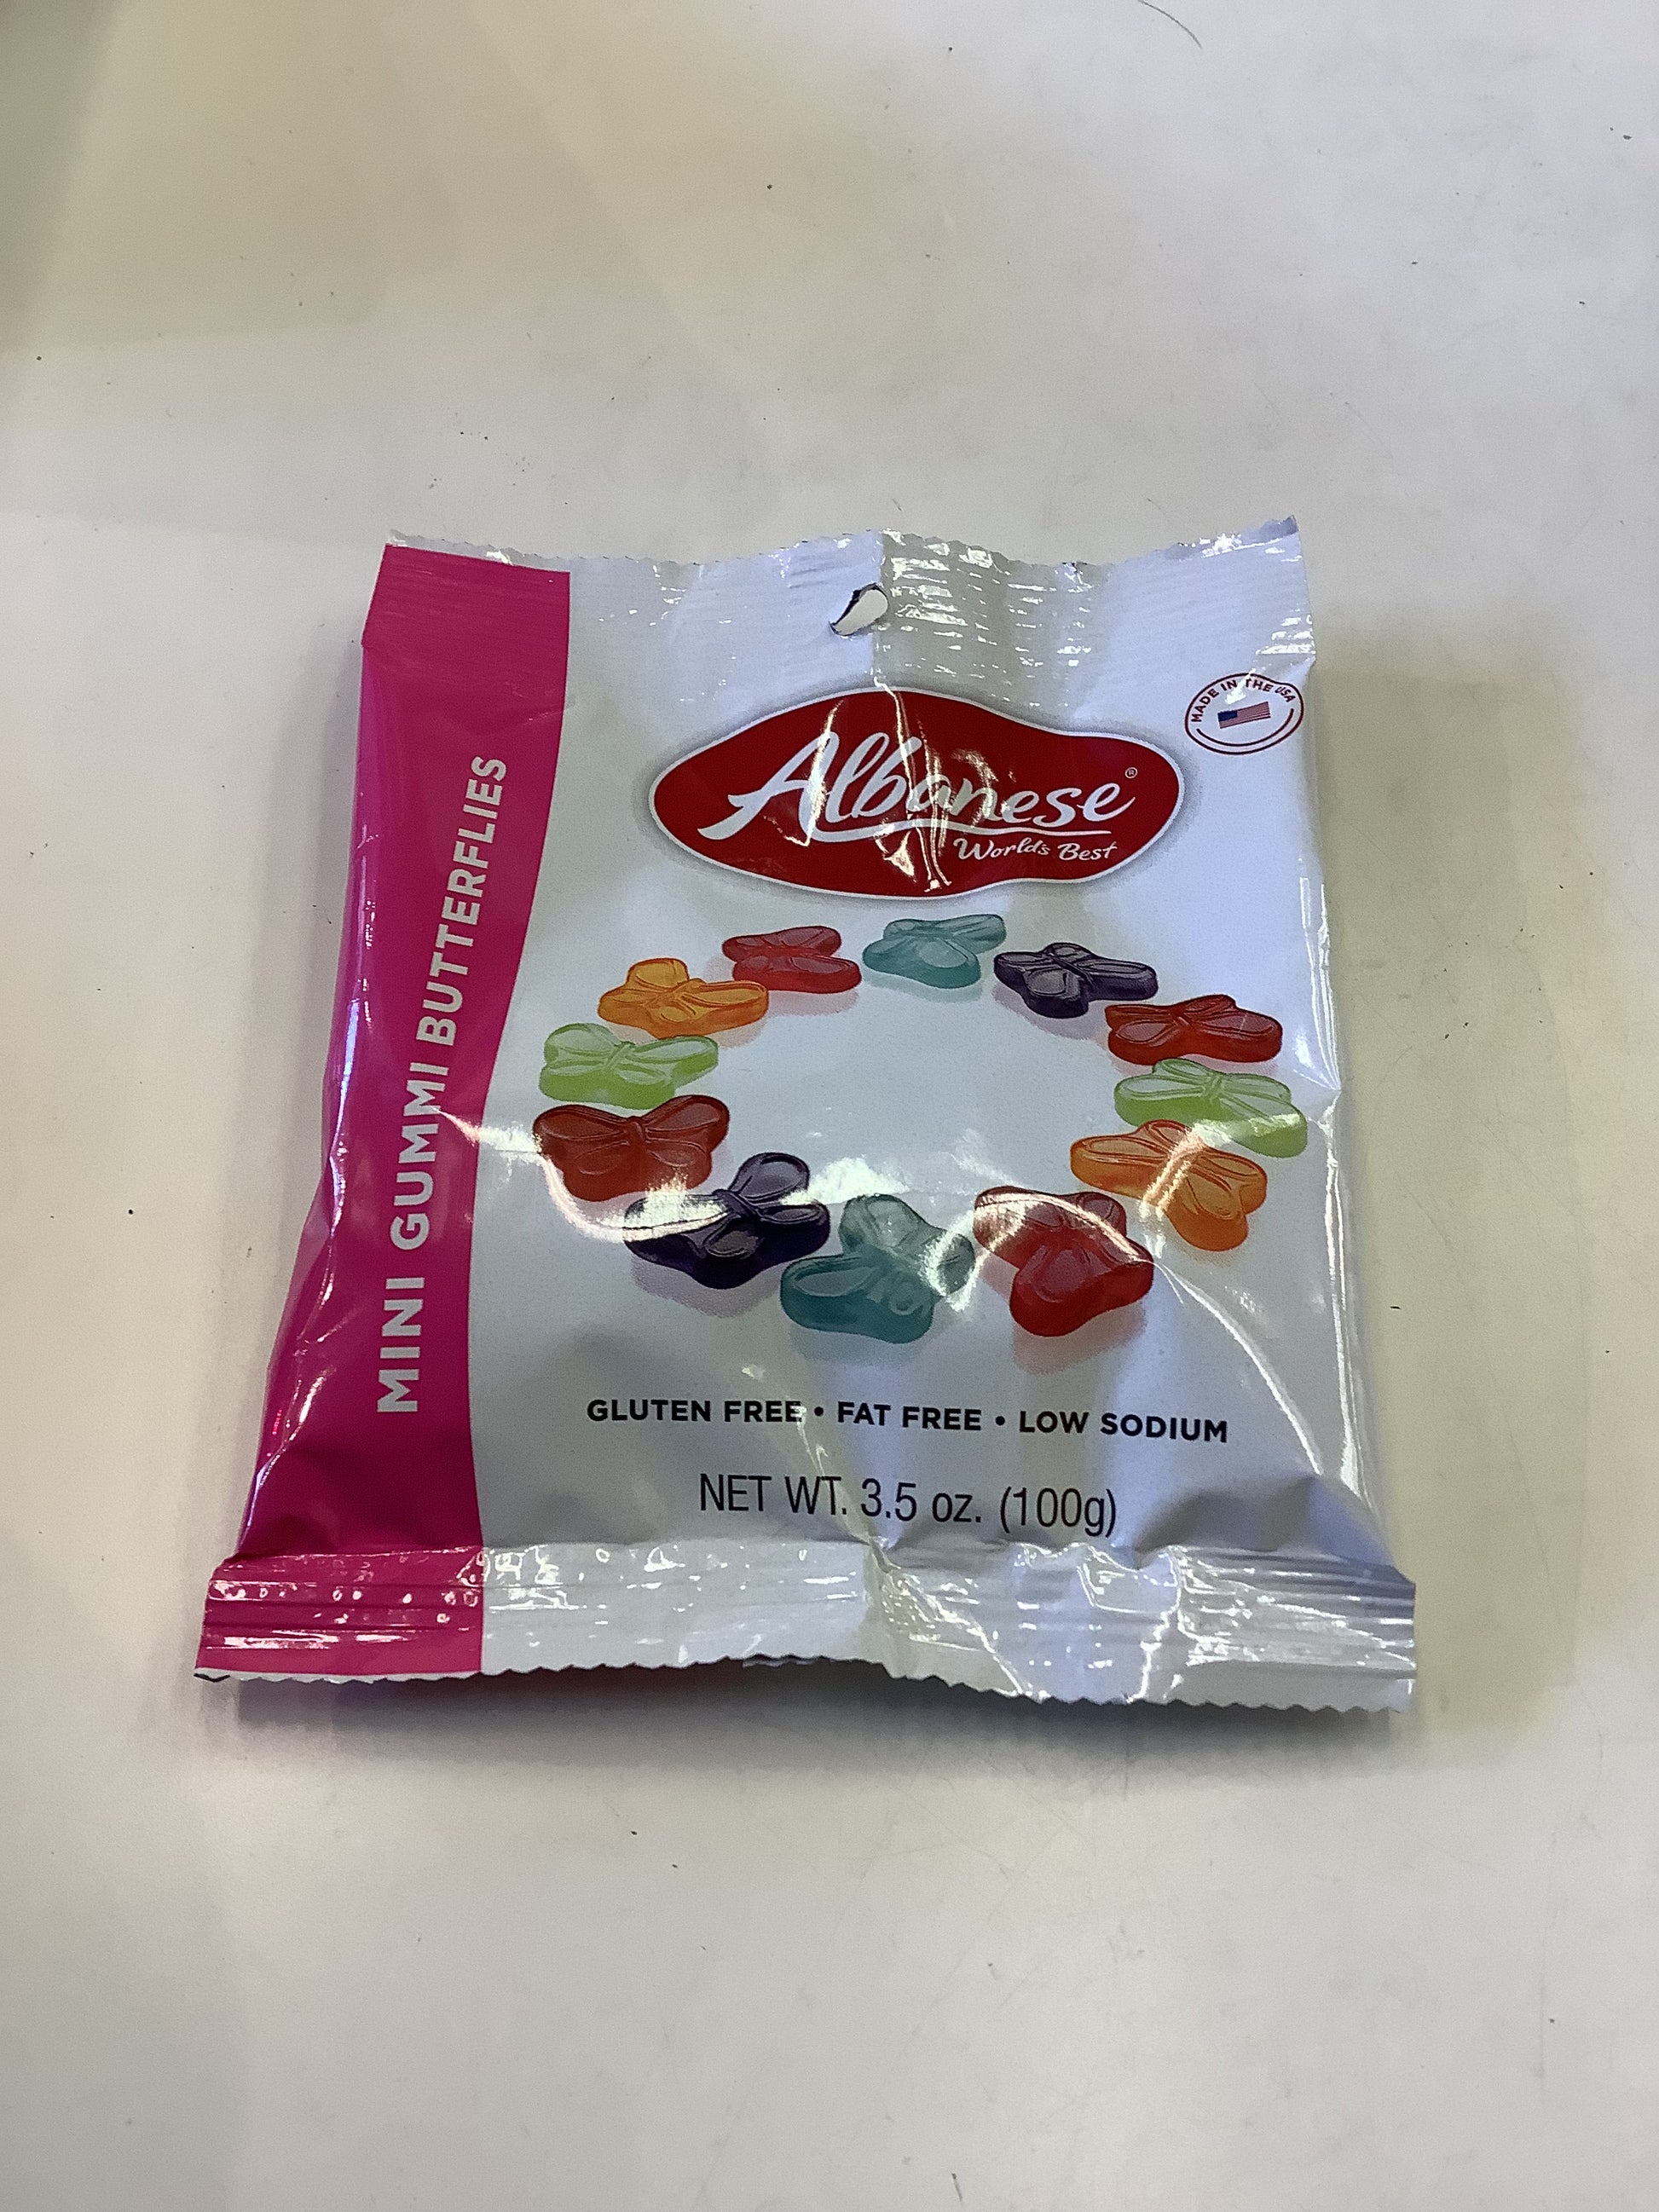 MINI GUMMI BUTTERFLIES
MADE IN THE USA
Albanese®
World's Best
GLUTEN FREE • FAT FREE • LOW SODIUM
NET WT. 3.5 oz. (100g)